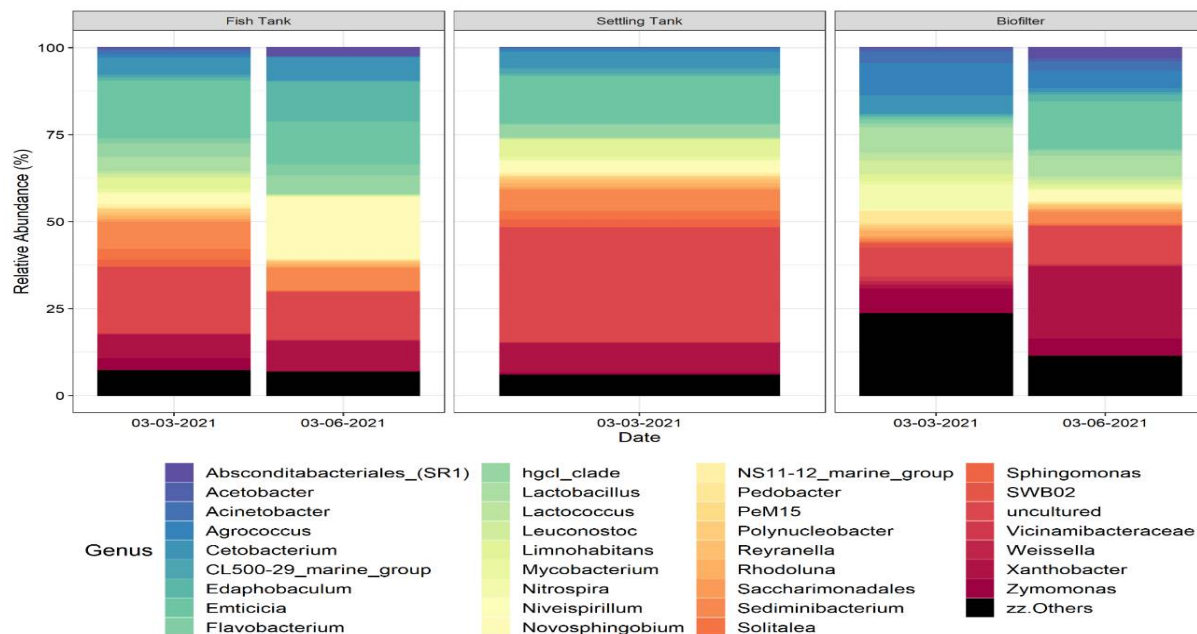 Fish Tank
Settling Tank
Biofilter
Relative Abundance (%)
100
75
50
25
0
03-03-2021
03-06-2021
03-03-2021
03-03-2021
03-06-2021
Date
Genus
Absconditabacteriales_(SR1)
Acetobacter
Acinetobacter
Agrococcus
Cetobacterium
CL500-29_marine_group
Edaphobaculum
Emticicia
Flavobacterium
hgcI_clade
Lactobacillus
Lactococcus
Leuconostoc
Limnohabitans
Mycobacterium
Nitrospira
Niveispirillum
Novosphingobium
NS11-12_marine_group
Pedobacter
PeM15
Polynucleobacter
Reyranella
Rhodoluna
Saccharimonadales
Sediminibacterium
Solitalea
Sphingomonas
SWB02
uncultured
Vicinamibacteraceae
Weissella
Xanthobacter
Zymomonas
zz.Others